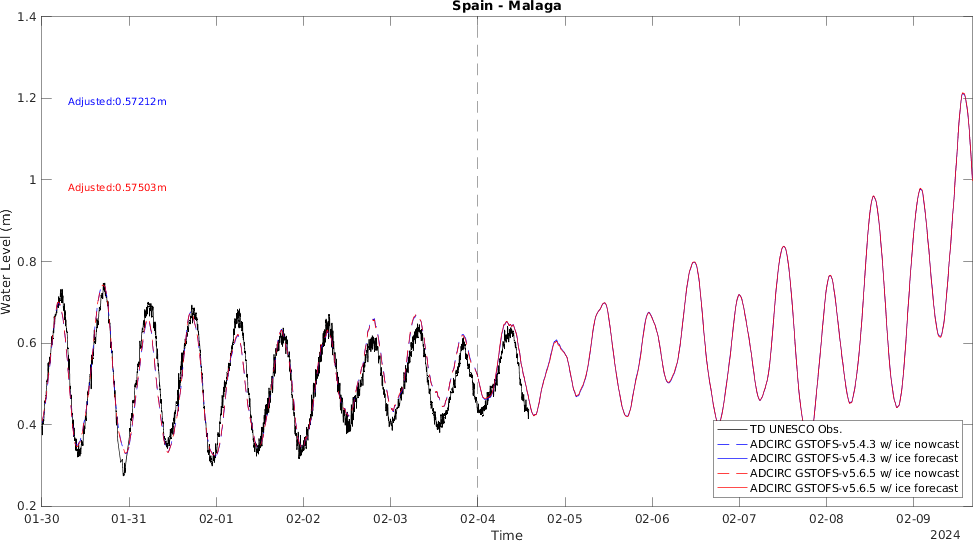 Spain - Malaga
1.4
1.2
1
0.8
0.6
0.4
0.2
Water Level (m)
Adjusted:0.57212m
Adjusted:0.57503m
TD UNESCO Obs.
ADCIRC GSTOFS-v5.4.3 w/ ice nowcast
ADCIRC GSTOFS-v5.4.3 w/ ice forecast
ADCIRC GSTOFS-v5.6.5 w/ ice nowcast
ADCIRC GSTOFS-v5.6.5 w/ ice forecast
01-30 01-31 02-01 02-02 02-03 02-04 02-05 02-06 02-07 02-08 02-09
Time
2024